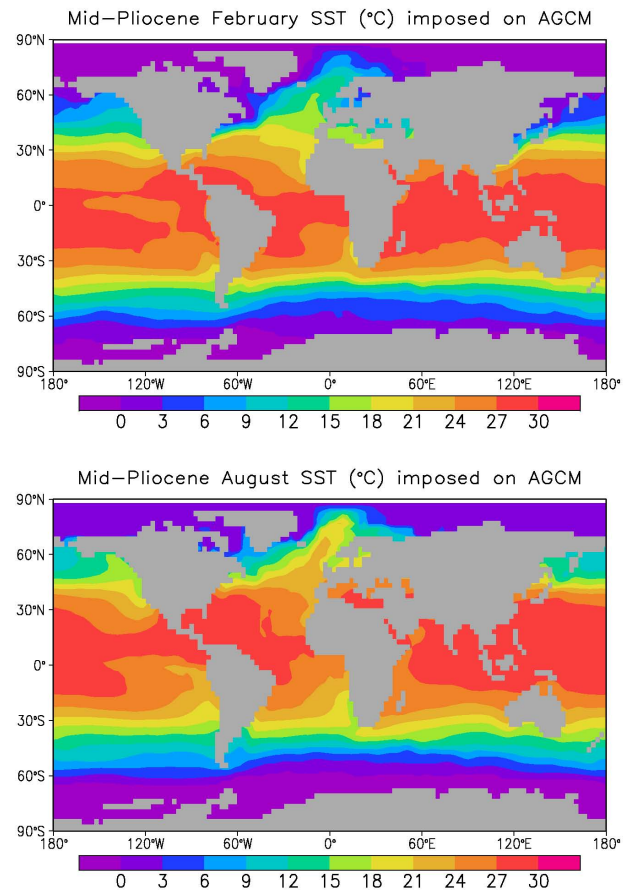 Mid-Pliocene February SST (°C) imposed on AGCM
90°N
60°N
30°N
0°
30°S
60°S
90°S
180° 120°W 60°W 0° 60°E 120°E 180°
0 3 6 9 12 15 18 21 24 27 30
Mid-Pliocene August SST (°C) imposed on AGCM
90°N
60°N
30°N
0°
30°S
60°S
90°S
180° 120°W 60°W 0° 60°E 120°E 180°
0 3 6 9 12 15 18 21 24 27 30